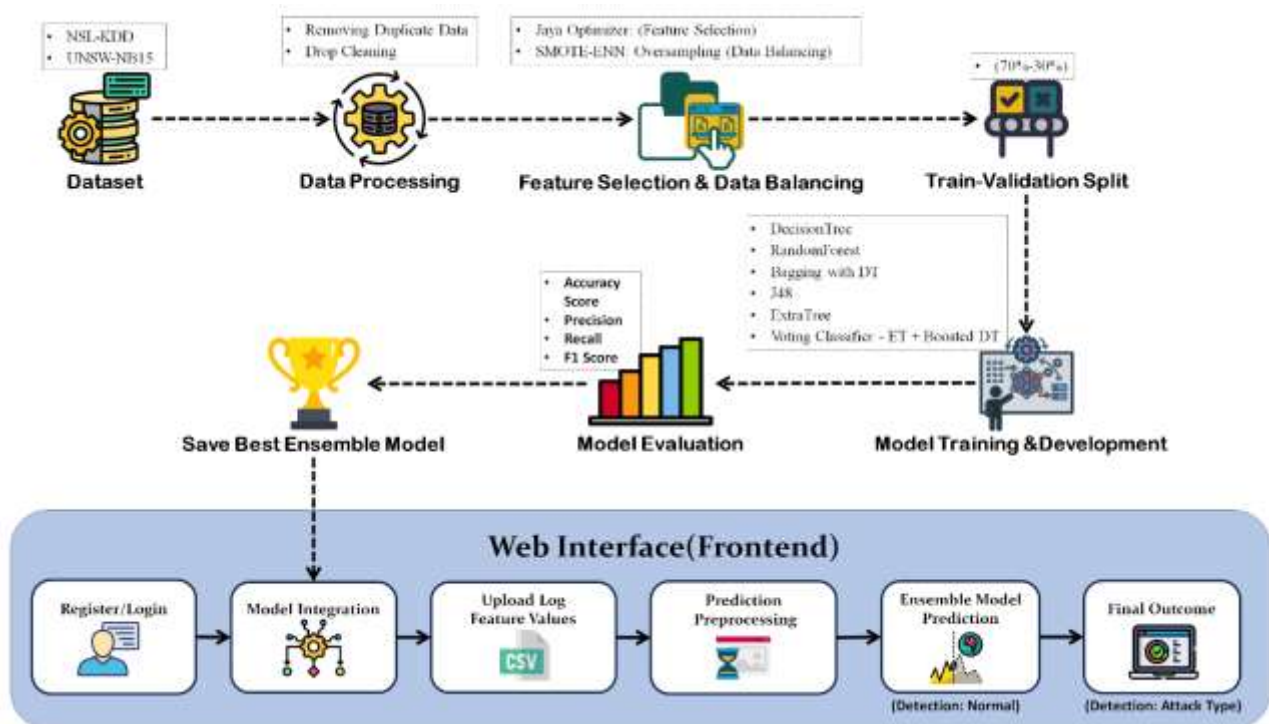 • NSL-KDD
• UNSW-NB15
Dataset
• Removing Duplicate Data
• Drop Cleaning
Data Processing
• Jaya Optimizer: (Feature Selection)
• SMOTE-ENN: Oversampling (Data Balancing)
Feature Selection & Data Balancing
• (70%-30%)
Train-Validation Split
• DecisionTree
• RandomForest
• Bagging with DT
• J48
• ExtraTree
• Voting Classifier - ET + Boosted DT
Model Training &Development
• Accuracy
Score
• Precision
• Recall
• F1 Score
Model Evaluation
Save Best Ensemble Model
Web Interface(Frontend)
Register/Login
Model Integration
Upload Log
Feature Values
CSV
Prediction
Preprocessing
Ensemble Model
Prediction
(Detection: Normal)
Final Outcome
(Detection: Attack Type)